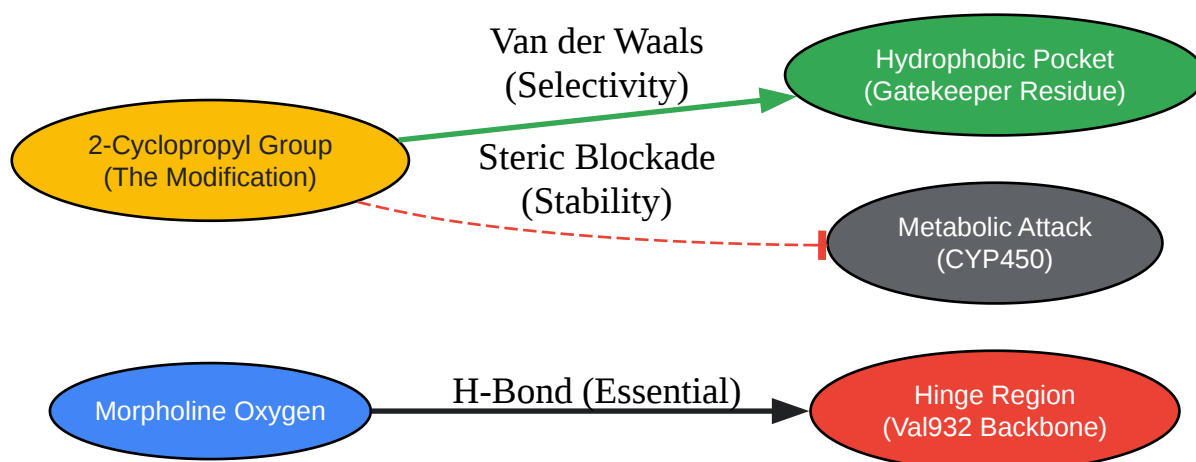 Van der Waals
(Selectivity)
Hydrophobic Pocket
(Gatekeeper Residue)
2-Cyclopropyl Group
(The Modification)
Steric Blockade
(Stability)
Metabolic Attack
(CYP450)
Morpholine Oxygen
H-Bond (Essential)
Hinge Region
(Val932 Backbone)